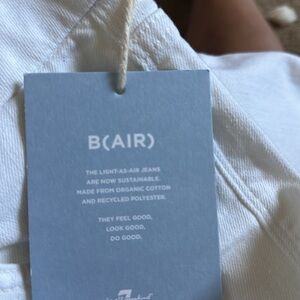 B(AIR)
THE LIGHT-AS-AIR JEANS
ARE NOW SUSTAINABLE.
MADE FROM ORGANIC COTTON
AND RECYCLED POLYESTER.
THEY FEEL GOOD,
LOOK GOOD,
DO GOOD.
7